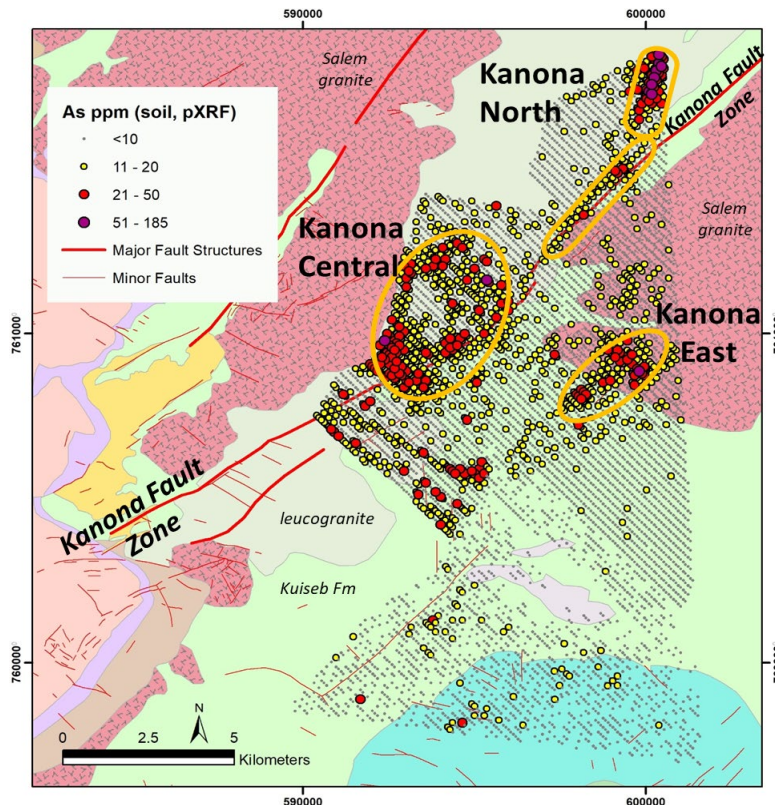 590000
600000
As ppm (soil, pXRF)
<10
11 - 20
21 - 50
51 - 185
Major Fault Structures
Minor Faults
Salem
granite
Kanona
North
Kanona Fault
Zone
Salem
granite
Kanona
Central
Kanona
East
761000
Kanona Fault
Zone
leucogranite
Kuiseb Fm
760000
N
0
2.5
5
Kilometers
590000
600000